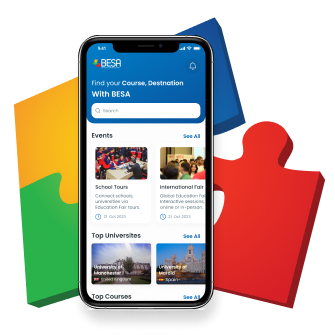 9:41
BESA
Find your Course, Destnation
With BESA
Search
Events
See All
School Tours
Connect schools,
universities via
Education Fair tours
21 Oct 2023
International Fair
Global Education Fair
Interactive sessions,
online or in-person.
21 Oct 2023
Top Universites
See All
University of
Manchester
United Kingdom
University of
Murcia
Spain
Top Courses
See All